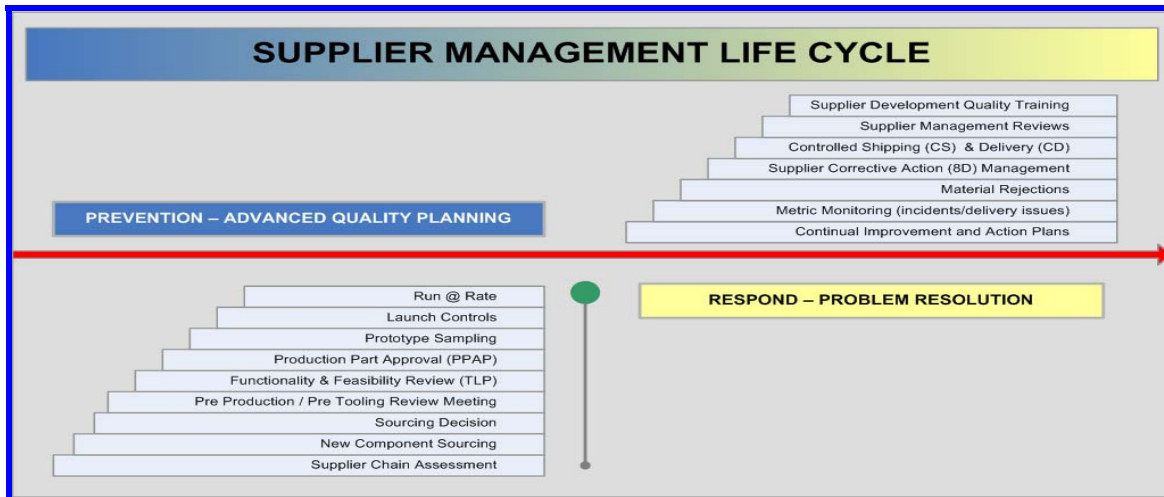 SUPPLIER MANAGEMENT LIFE CYCLE
Supplier Development Quality Training
Supplier Management Reviews
Controlled Shipping (CS) & Delivery (CD)
Supplier Corrective Action (8D) Management
Material Rejections
Metric Monitoring (incidents/delivery issues)
Continual Improvement and Action Plans
PREVENTION – ADVANCED QUALITY PLANNING
RESPOND – PROBLEM RESOLUTION
Run @ Rate
Launch Controls
Prototype Sampling
Production Part Approval (PPAP)
Functionality & Feasibility Review (TLP)
Pre Production / Pre Tooling Review Meeting
Sourcing Decision
New Component Sourcing
Supplier Chain Assessment